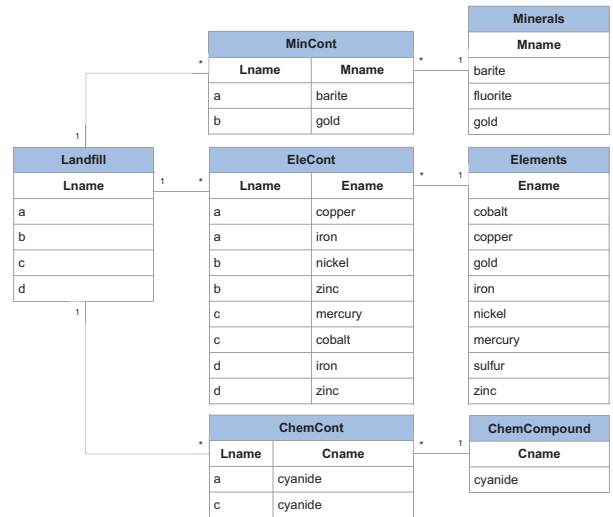 MinCont
Lname Mname
a barite
b gold
Minerals
Mname
barite
fluorite
gold
* * 1
1
Landfill
Lname
a
b
c
d
1 *
EleCont
Lname Ename
a copper
a iron
b nickel
b zinc
c mercury
c cobalt
d iron
d zinc
* 1
Elements
Ename
cobalt
copper
gold
iron
nickel
mercury
sulfur
zinc
1
*
ChemCont
Lname Cname
a cyanide
c cyanide
* 1
ChemCompound
Cname
cyanide